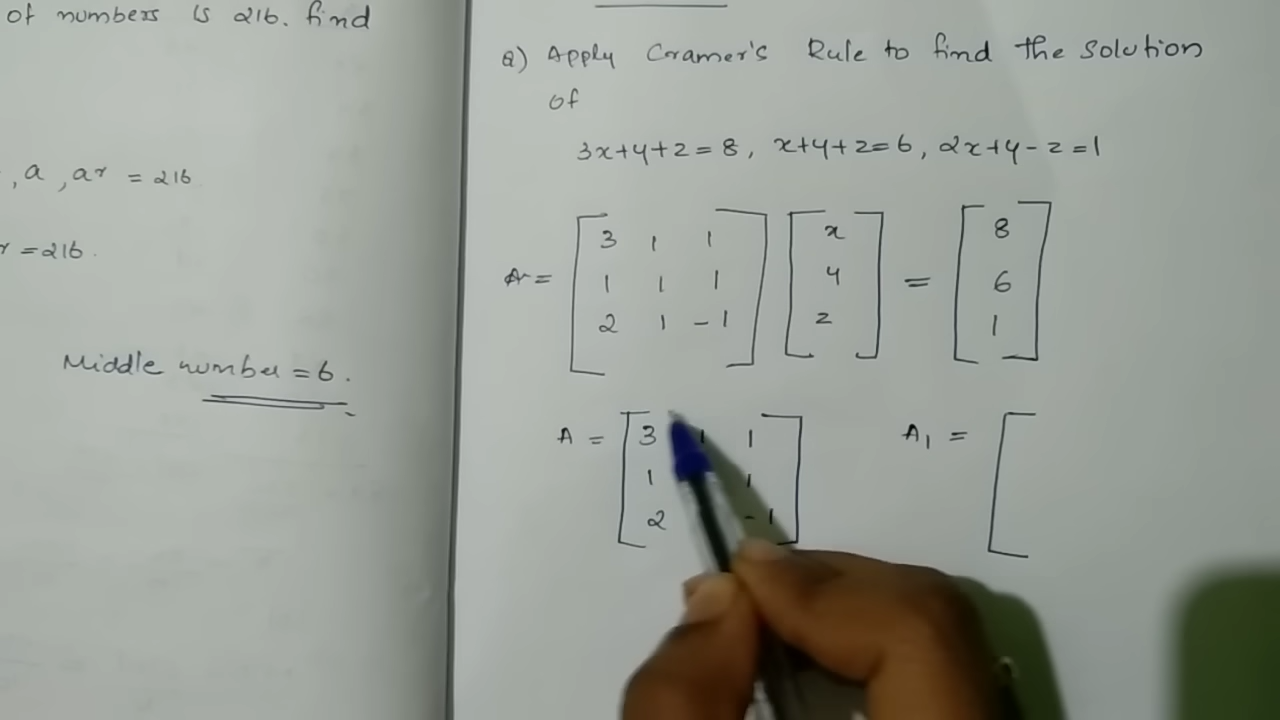 of numbers is 216. find
, a , ar = 216
r = 216.
Middle number = 6.
Q) Apply Cramer's Rule to find the solution
of
3x+y+z=8, x+y+z=6, 2x+y-z=1
3 1 1 x 8
A = 1 1 1 y = 6
2 1 -1 z 1
A = 3 1 1 A1 =
1 1
2 -1